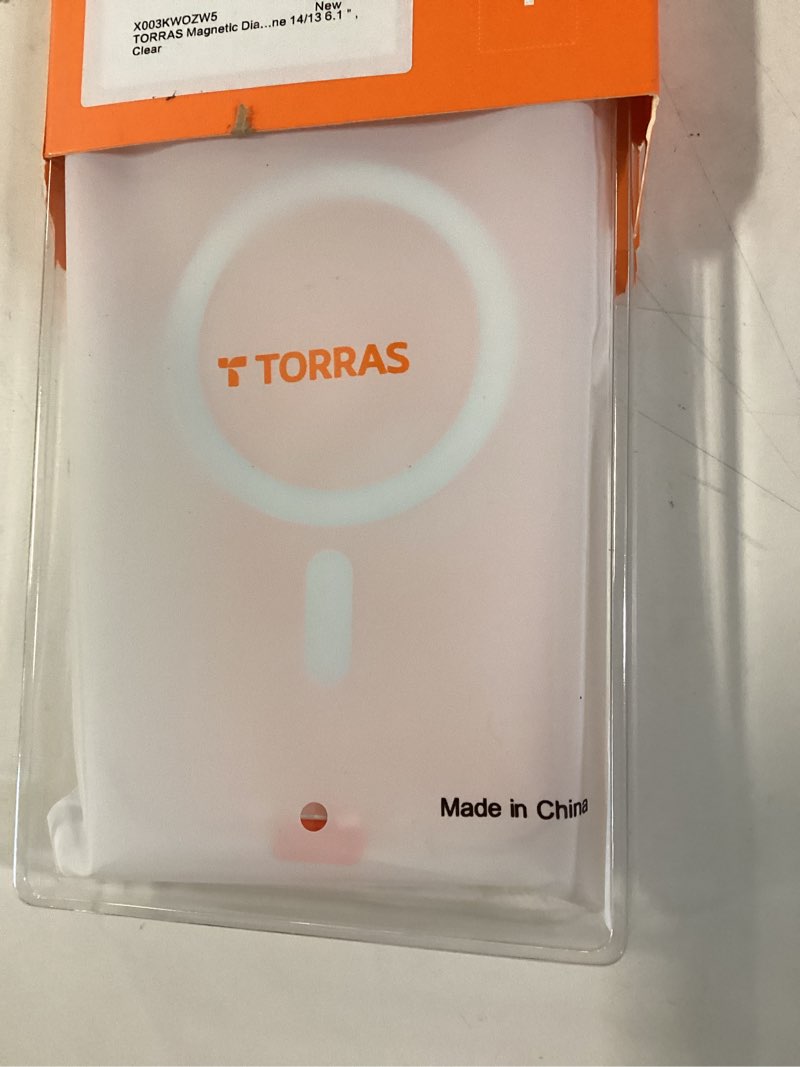 New
X003KWOZW5
TORRAS Magnetic Dia...ne 14/13 6.1 ",
Clear
TORRAS
Made in China